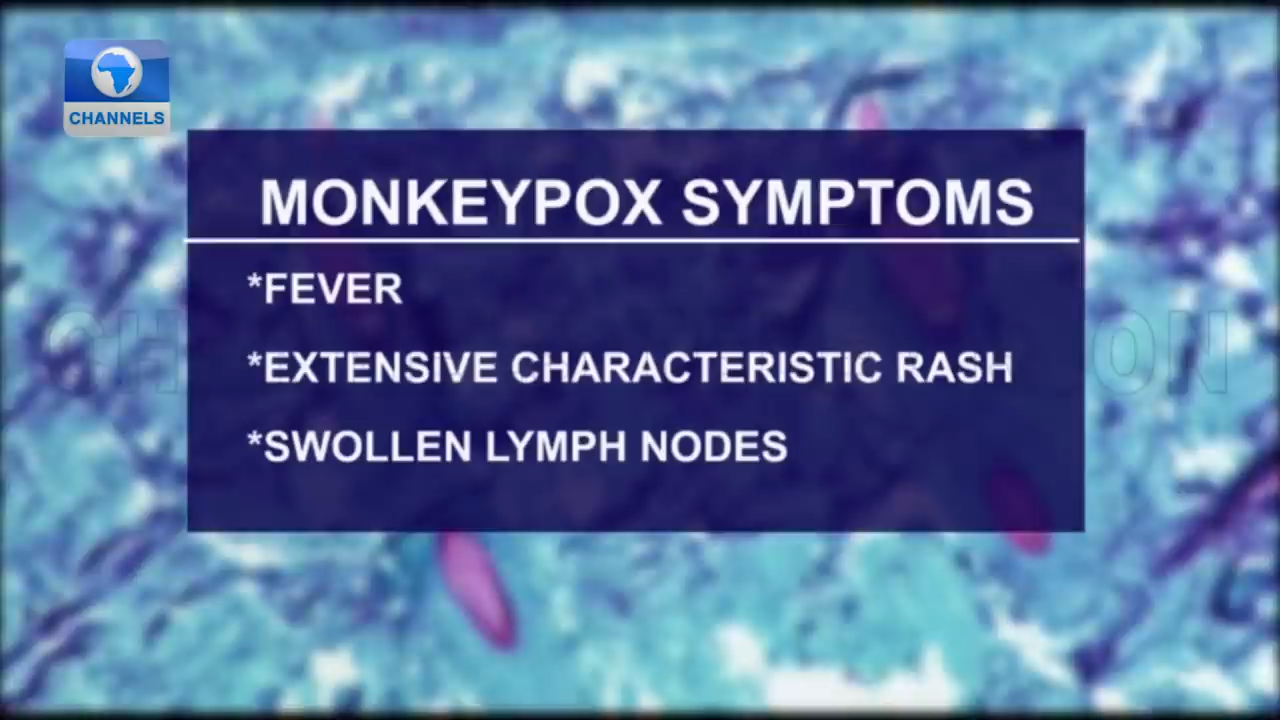 CHANNELS
MONKEYPOX SYMPTOMS
*FEVER
*EXTENSIVE CHARACTERISTIC RASH
*SWOLLEN LYMPH NODES